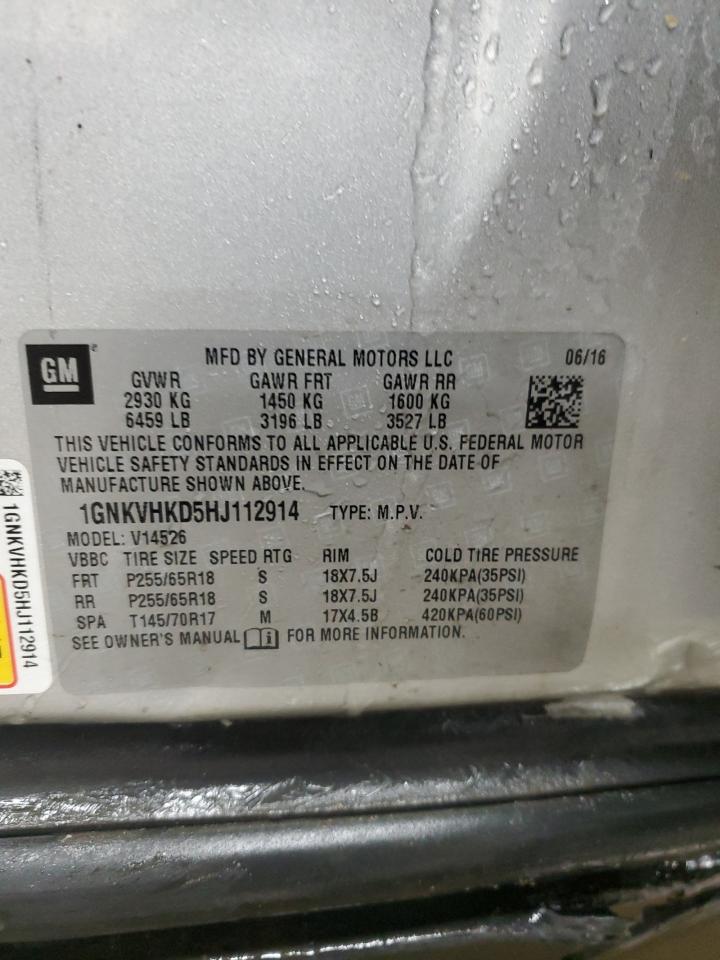 GM
MFD BY GENERAL MOTORS LLC 06/16
GVWR GAWR FRT GAWR RR
2930 KG 1450 KG 1600 KG
6459 LB 3196 LB 3527 LB
THIS VEHICLE CONFORMS TO ALL APPLICABLE U.S. FEDERAL MOTOR
VEHICLE SAFETY STANDARDS IN EFFECT ON THE DATE OF
MANUFACTURE SHOWN ABOVE.
1GNKVHKD5HJ112914 TYPE: M.P.V.
MODEL: V14526
VBBC TIRE SIZE SPEED RTG RIM COLD TIRE PRESSURE
FRT P255/65R18 S 18X7.5J 240KPA(35PSI)
RR P255/65R18 S 18X7.5J 240KPA(35PSI)
SPA T145/70R17 M 17X4.5B 420KPA(60PSI)
SEE OWNER'S MANUAL FOR MORE INFORMATION.
1GNKVHKD5HJ112914